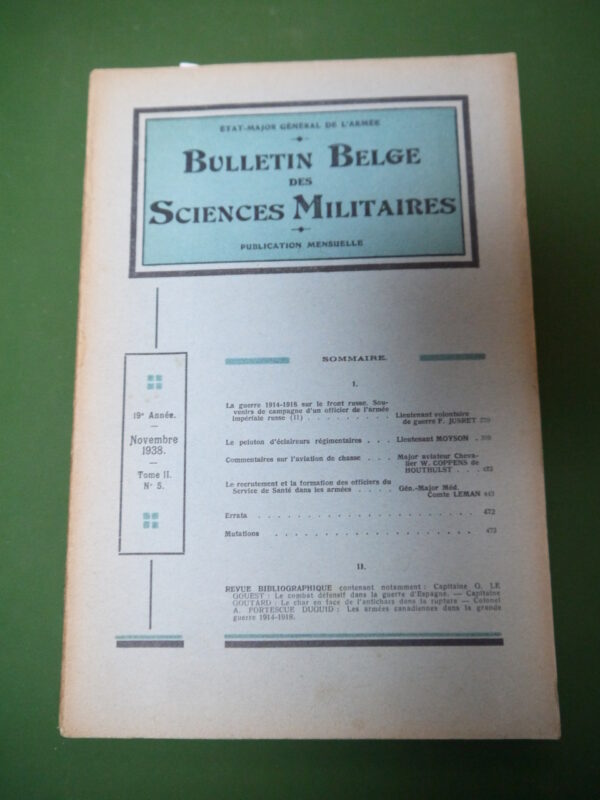 ETAT-MAJOR GÉNÉRAL DE L'ARMÉE
BULLETIN BELGE
DES
SCIENCES MILITAIRES
PUBLICATION MENSUELLE
19e Année.
—
Novembre
1938.
—
Tome II.
N° 5.
SOMMAIRE.
I.
La guerre 1914-1918 sur le front russe. Sou-
venirs de campagne d'un officier de l'armée
impériale russe (II) . . . . . . . . . Lieutenant volontaire
de guerre F. JUSRET
Le peloton d'éclaireurs régimentaires . . . Lieutenant MOYSON .
Commentaires sur l'aviation de chasse . . . Major aviateur Cheva-
lier W. COPPENS de
HOUTHULST . . .
Le recrutement et la formation des officiers du
Service de Santé dans les armées . . . . Gén.-Major Méd.
Comte LEMAN 443
Errata . . . . . . . . . . . . . . . . . . . . 472
Mutations . . . . . . . . . . . . . . . . . . . 473
II.
REVUE BIBLIOGRAPHIQUE contenant notamment : Capitaine O. LE
GOUEST : Le combat défensif dans la guerre d'Espagne. — Capitaine
GOUTARD : Le char en face de l'antichars dans la rupture — Colonel
A. FORTESCUE DUGUID : Les armées canadiennes dans la grande
guerre 1914-1918.